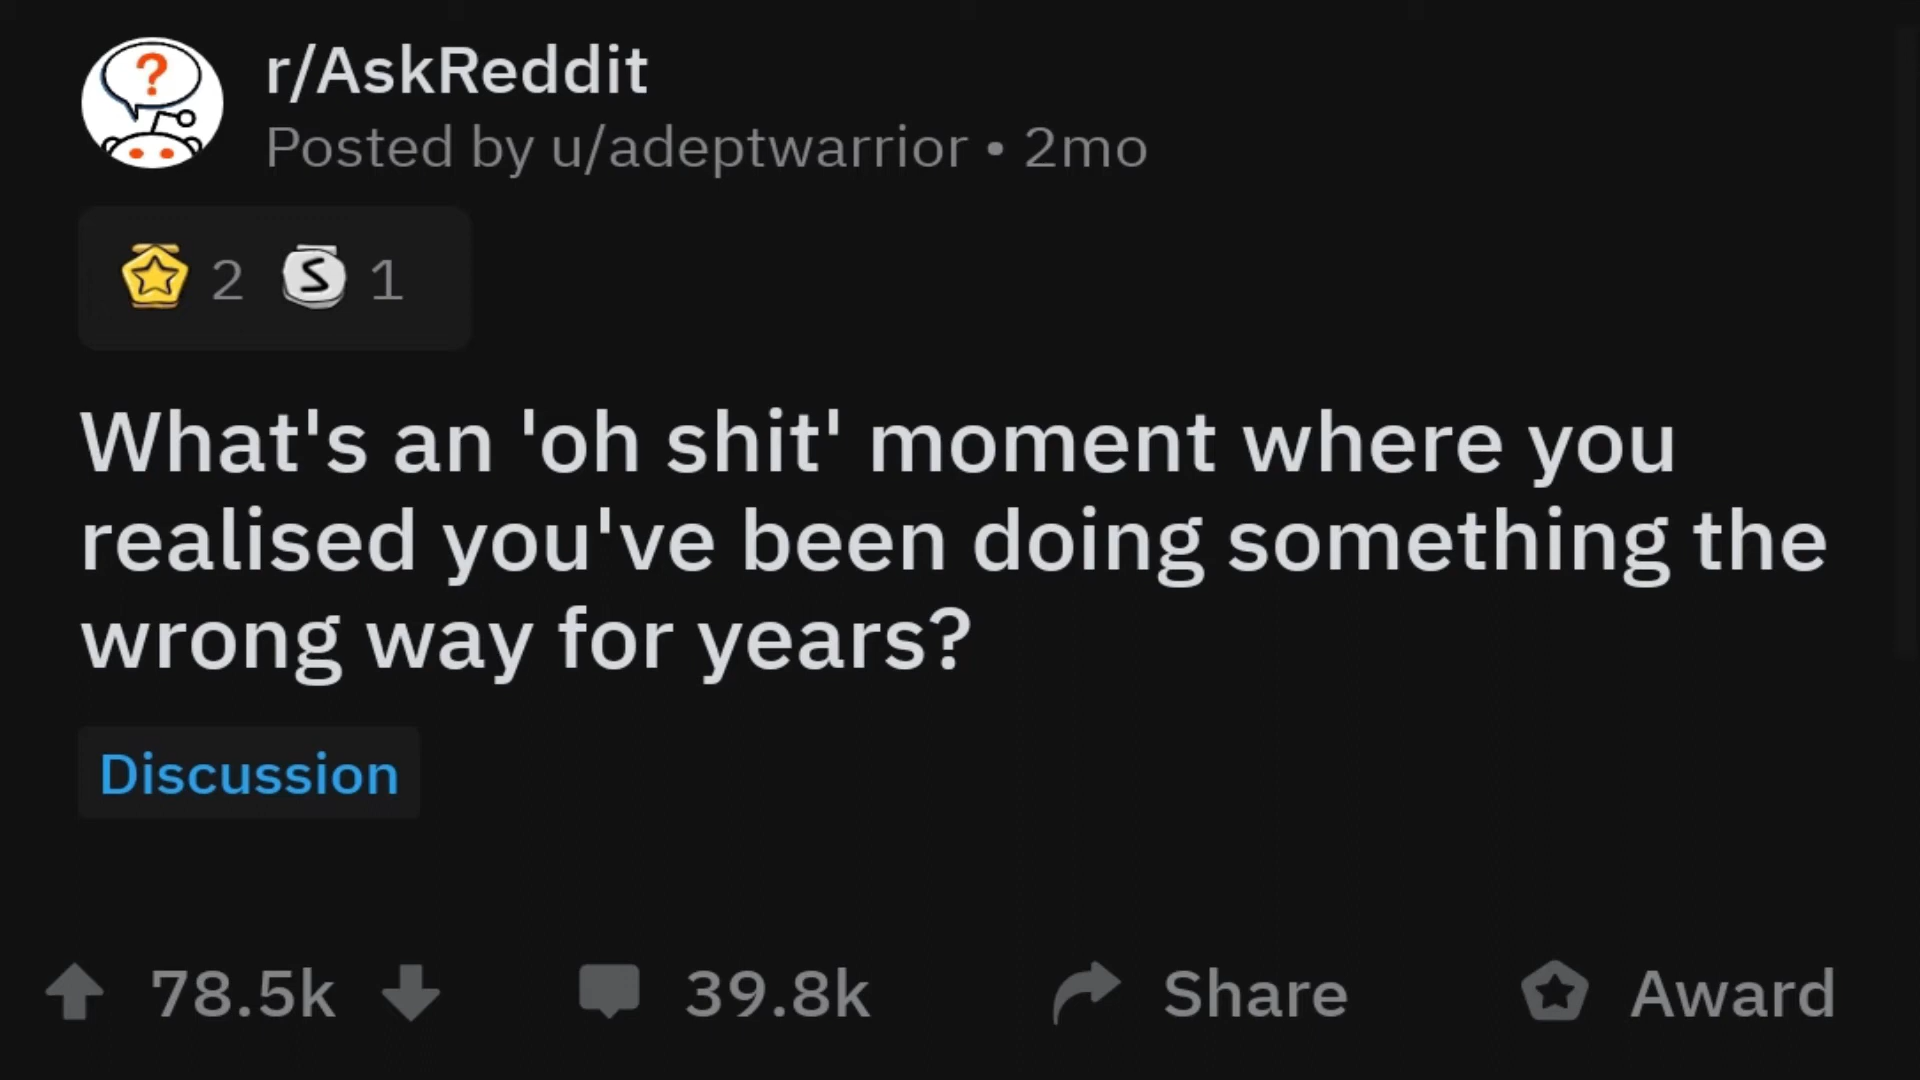 ?
r/AskReddit
Posted by u/adeptwarrior • 2mo
2 S 1
What's an 'oh shit' moment where you
realised you've been doing something the
wrong way for years?
Discussion
78.5k 39.8k Share Award